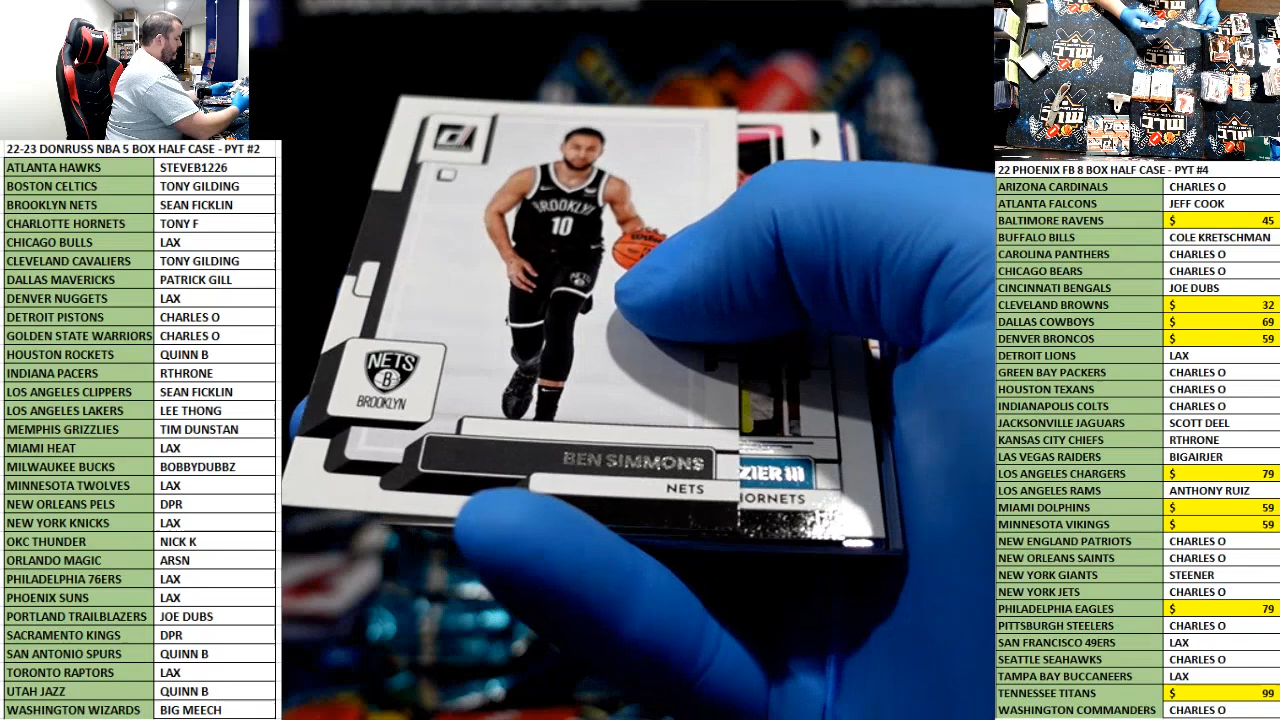 22-23 DONRUSS NBA 5 BOX HALF CASE - PYT #2
ATLANTA HAWKS STEVEB1226
BOSTON CELTICS TONY GILDING
BROOKLYN NETS SEAN FICKLIN
CHARLOTTE HORNETS TONY F
CHICAGO BULLS LAX
CLEVELAND CAVALIERS TONY GILDING
DALLAS MAVERICKS PATRICK GILL
DENVER NUGGETS LAX
DETROIT PISTONS CHARLES O
GOLDEN STATE WARRIORS CHARLES O
HOUSTON ROCKETS QUINN B
INDIANA PACERS RTHRONE
LOS ANGELES CLIPPERS SEAN FICKLIN
LOS ANGELES LAKERS LEE THONG
MEMPHIS GRIZZLIES TIM DUNSTAN
MIAMI HEAT LAX
MILWAUKEE BUCKS BOBBYDUBBZ
MINNESOTA TWOLVES LAX
NEW ORLEANS PELS DPR
NEW YORK KNICKS LAX
OKC THUNDER NICK K
ORLANDO MAGIC ARSN
PHILADELPHIA 76ERS LAX
PHOENIX SUNS LAX
PORTLAND TRAILBLAZERS JOE DUBS
SACRAMENTO KINGS DPR
SAN ANTONIO SPURS QUINN B
TORONTO RAPTORS LAX
UTAH JAZZ QUINN B
WASHINGTON WIZARDS BIG MEECH
BROOKLYN
10
NETS
NETS
B
BROOKLYN
BEN SIMMONS
NETS
ZIER III
HORNETS
22 PHOENIX FB 8 BOX HALF CASE - PYT #4
ARIZONA CARDINALS CHARLES O
ATLANTA FALCONS JEFF COOK
BALTIMORE RAVENS $ 45
BUFFALO BILLS COLE KRETSCHMAN
CAROLINA PANTHERS CHARLES O
CHICAGO BEARS CHARLES O
CINCINNATI BENGALS JOE DUBS
CLEVELAND BROWNS $ 32
DALLAS COWBOYS $ 69
DENVER BRONCOS $ 59
DETROIT LIONS LAX
GREEN BAY PACKERS CHARLES O
HOUSTON TEXANS CHARLES O
INDIANAPOLIS COLTS CHARLES O
JACKSONVILLE JAGUARS SCOTT DEEL
KANSAS CITY CHIEFS RTHRONE
LAS VEGAS RAIDERS BIGAIRJER
LOS ANGELES CHARGERS $ 79
LOS ANGELES RAMS ANTHONY RUIZ
MIAMI DOLPHINS $ 59
MINNESOTA VIKINGS $ 59
NEW ENGLAND PATRIOTS CHARLES O
NEW ORLEANS SAINTS CHARLES O
NEW YORK GIANTS STEENER
NEW YORK JETS CHARLES O
PHILADELPHIA EAGLES $ 79
PITTSBURGH STEELERS CHARLES O
SAN FRANCISCO 49ERS LAX
SEATTLE SEAHAWKS CHARLES O
TAMPA BAY BUCCANEERS LAX
TENNESSEE TITANS $ 99
WASHINGTON COMMANDERS CHARLES O